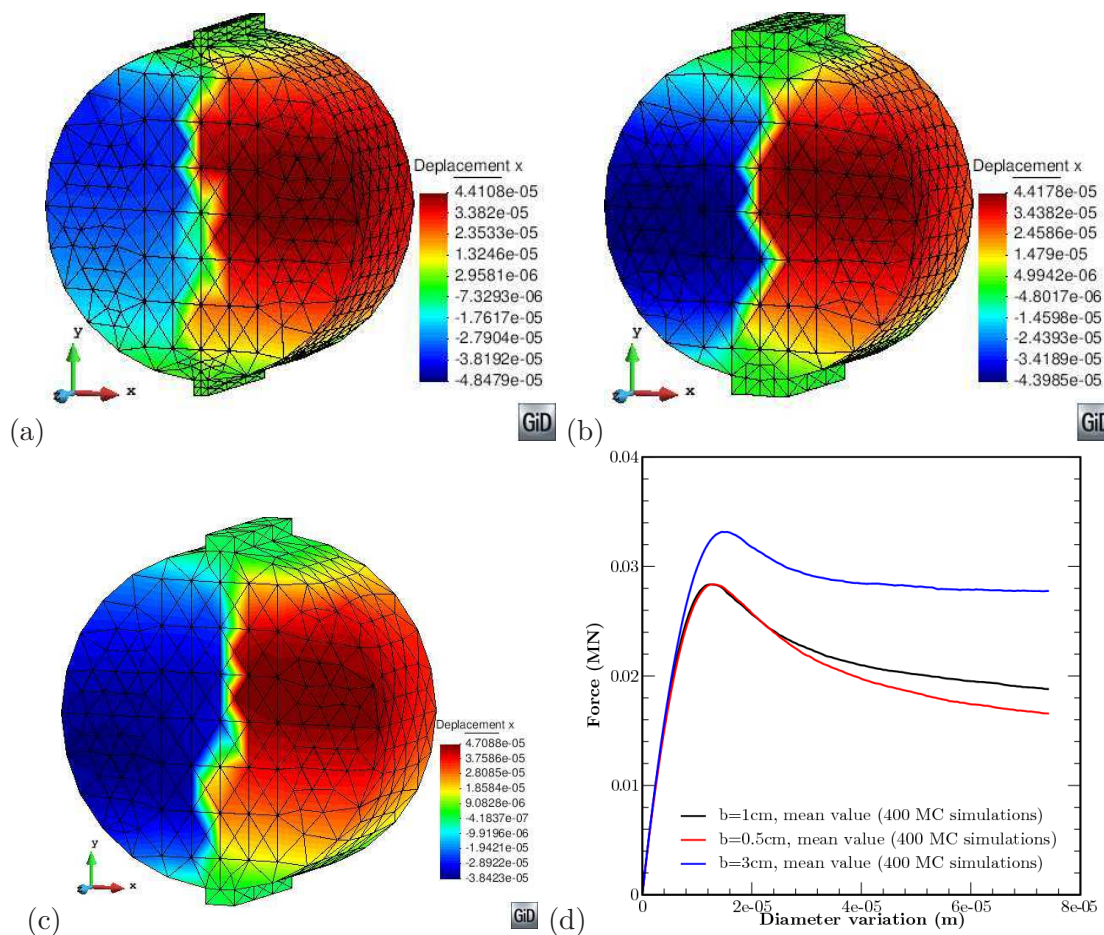 Deplacement x
4.4108e-05
3.382e-05
2.3533e-05
1.3246e-05
2.9581e-06
-7.3293e-06
-1.7617e-05
-2.7904e-05
-3.8192e-05
-4.8479e-05
y
x
GiD
(a)
Deplacement x
4.4178e-05
3.4382e-05
2.4586e-05
1.479e-05
4.9942e-06
-4.8017e-06
-1.4598e-05
-2.4393e-05
-3.4189e-05
-4.3985e-05
y
x
GiD
(b)
Deplacement x
4.7088e-05
3.7586e-05
2.8085e-05
1.8584e-05
9.0828e-06
-4.1837e-07
-9.9196e-06
-1.9421e-05
-2.8922e-05
-3.8423e-05
y
x
GiD
(c)
0.04
0.03
0.02
0.01
0
Force (MN)
b=1cm, mean value (400 MC simulations)
b=0.5cm, mean value (400 MC simulations)
b=3cm, mean value (400 MC simulations)
0
2e-05
4e-05
6e-05
8e-05
Diameter variation (m)
(d)